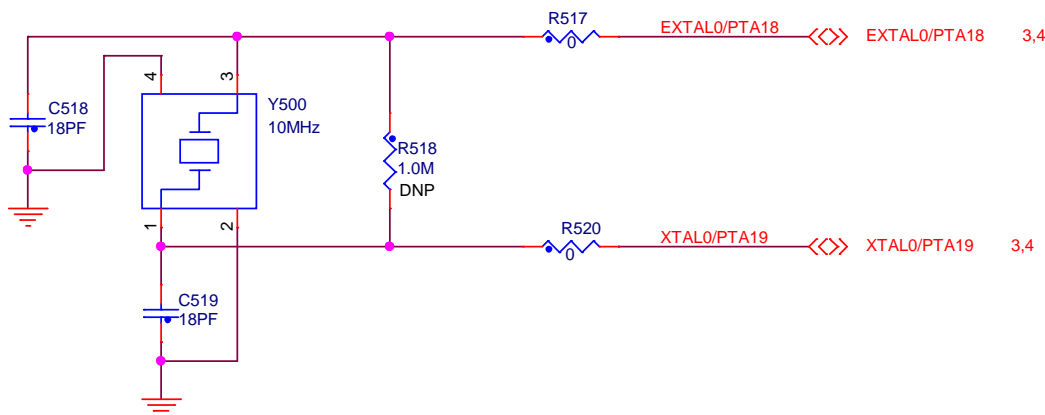 R517
0
EXTAL0/PTA18
EXTAL0/PTA18 3,4
4
3
C518
18PF
Y500
10MHz
R518
1.0M
DNP
1
2
R520
0
XTAL0/PTA19
XTAL0/PTA19 3,4
C519
18PF